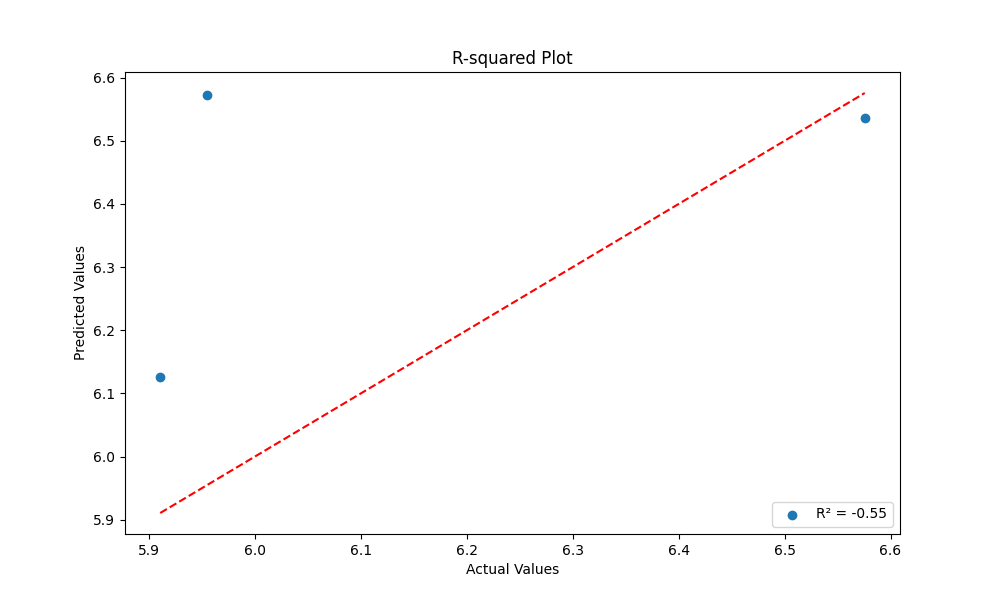 R-squared Plot
6.6
6.5
6.4
6.3
6.2
6.1
6.0
5.9
Predicted Values
R² = -0.55
5.9 6.0 6.1 6.2 6.3 6.4 6.5 6.6
Actual Values